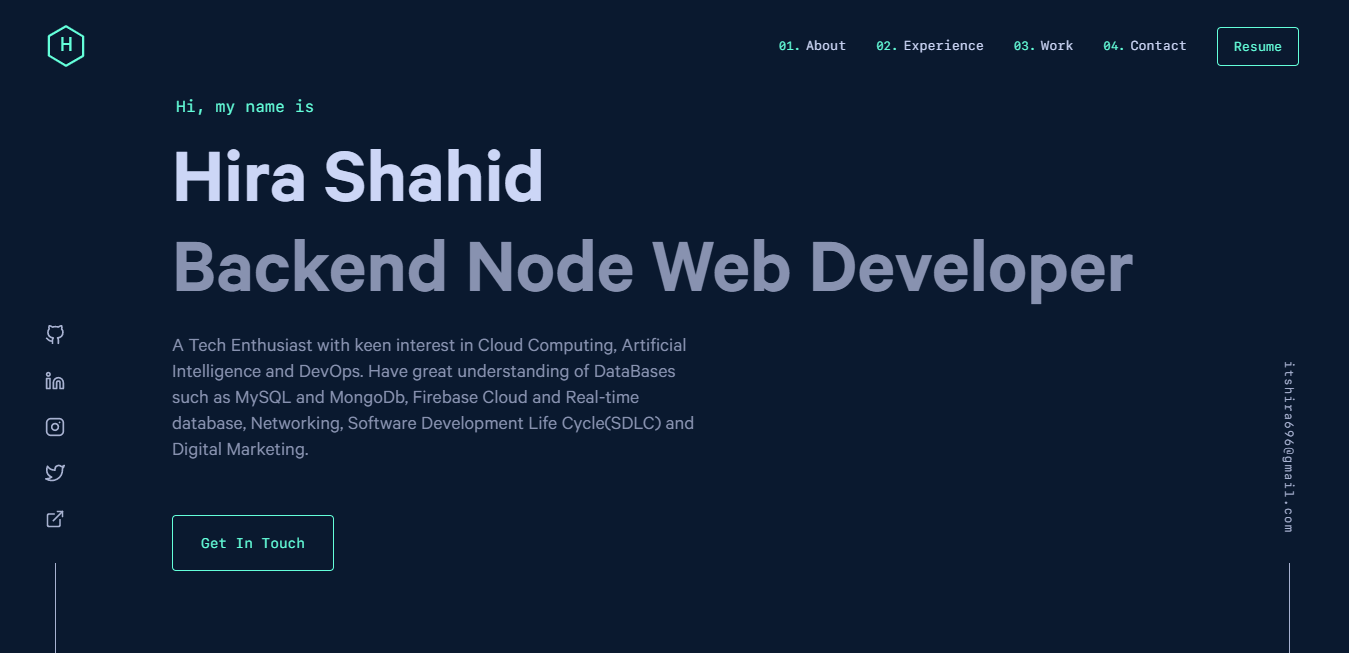 H
01. About 02. Experience 03. Work 04. Contact Resume
Hi, my name is
Hira Shahid
Backend Node Web Developer
A Tech Enthusiast with keen interest in Cloud Computing, Artificial
Intelligence and DevOps. Have great understanding of DataBases
such as MySQL and MongoDb, Firebase Cloud and Real-time
database, Networking, Software Development Life Cycle(SDLC) and
Digital Marketing.
Get In Touch
itshira696@gmail.com